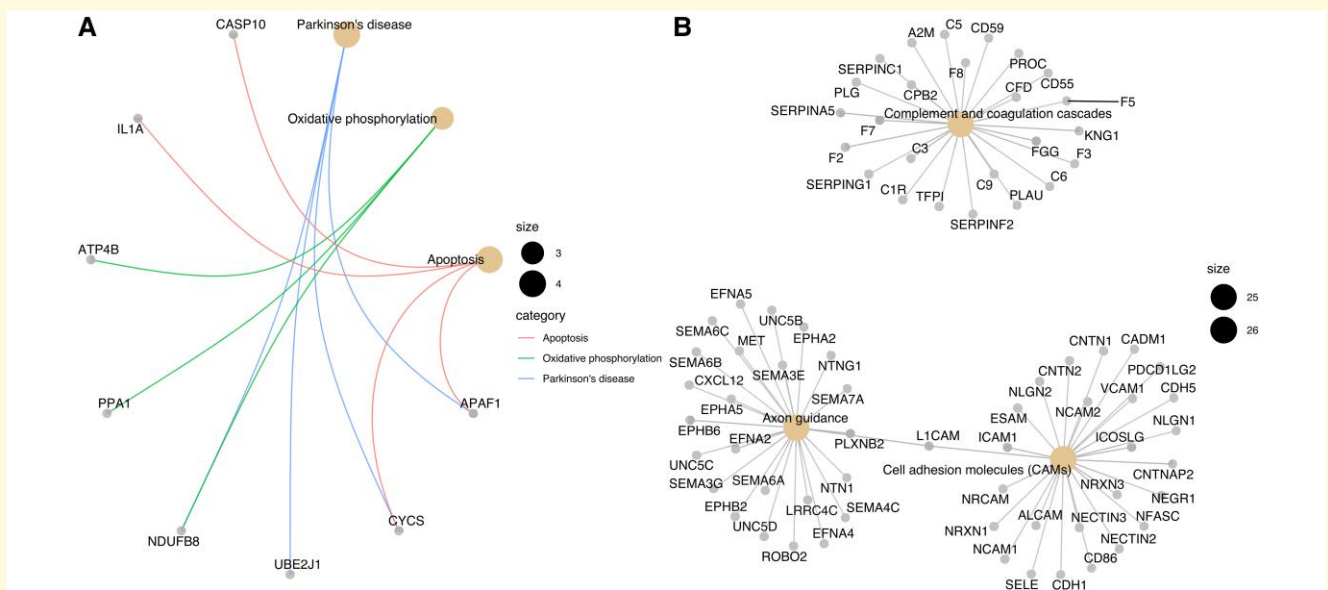 A
CASP10
Parkinson's disease
Oxidative phosphorylation
IL1A
ATP4B
Apoptosis
PPA1
APAF1
CYCS
NDUFB8
UBE2J1
size
3
4
category
Apoptosis
Oxidative phosphorylation
Parkinson's disease
B
C5
CD59
A2M
PROC
SERPINC1
F8
CD55
CFD
PLG
CPB2
F5
SERPINA5
Complement and coagulation cascades
F7
KNG1
C3
FGG
F2
F3
SERPING1
C9
C6
C1R
TFPI
PLAU
SERPINF2
EFNA5
UNC5B
SEMA6C
MET
EPHA2
SEMA6B
SEMA3E
NTNG1
CXCL12
SEMA7A
EPHA5
Axon guidance
EPHB6
EFNA2
PLXNB2
L1CAM
UNC5C
SEMA3G
SEMA6A
NTN1
EPHB2
LRRC4C
SEMA4C
UNC5D
EFNA4
ROBO2
CNTN1
CADM1
CNTN2
PDCD1LG2
NLGN2
VCAM1
CDH5
ESAM
NCAM2
NLGN1
ICAM1
ICOSLG
Cell adhesion molecules (CAMs)
CNTNAP2
NRXN3
NRCAM
NEGR1
ALCAM
NECTIN3
NFASC
NRXN1
NECTIN2
NCAM1
CD86
SELE
CDH1
size
25
26